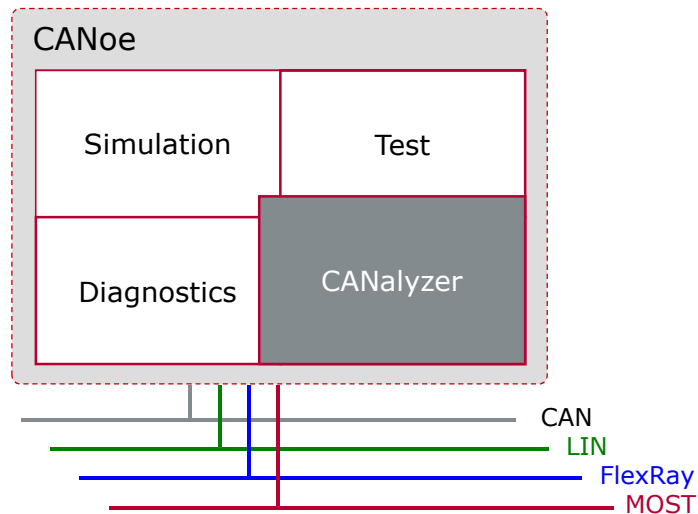 CANoe
Simulation
Test
Diagnostics
CANalyzer
CAN
LIN
FlexRay
MOST